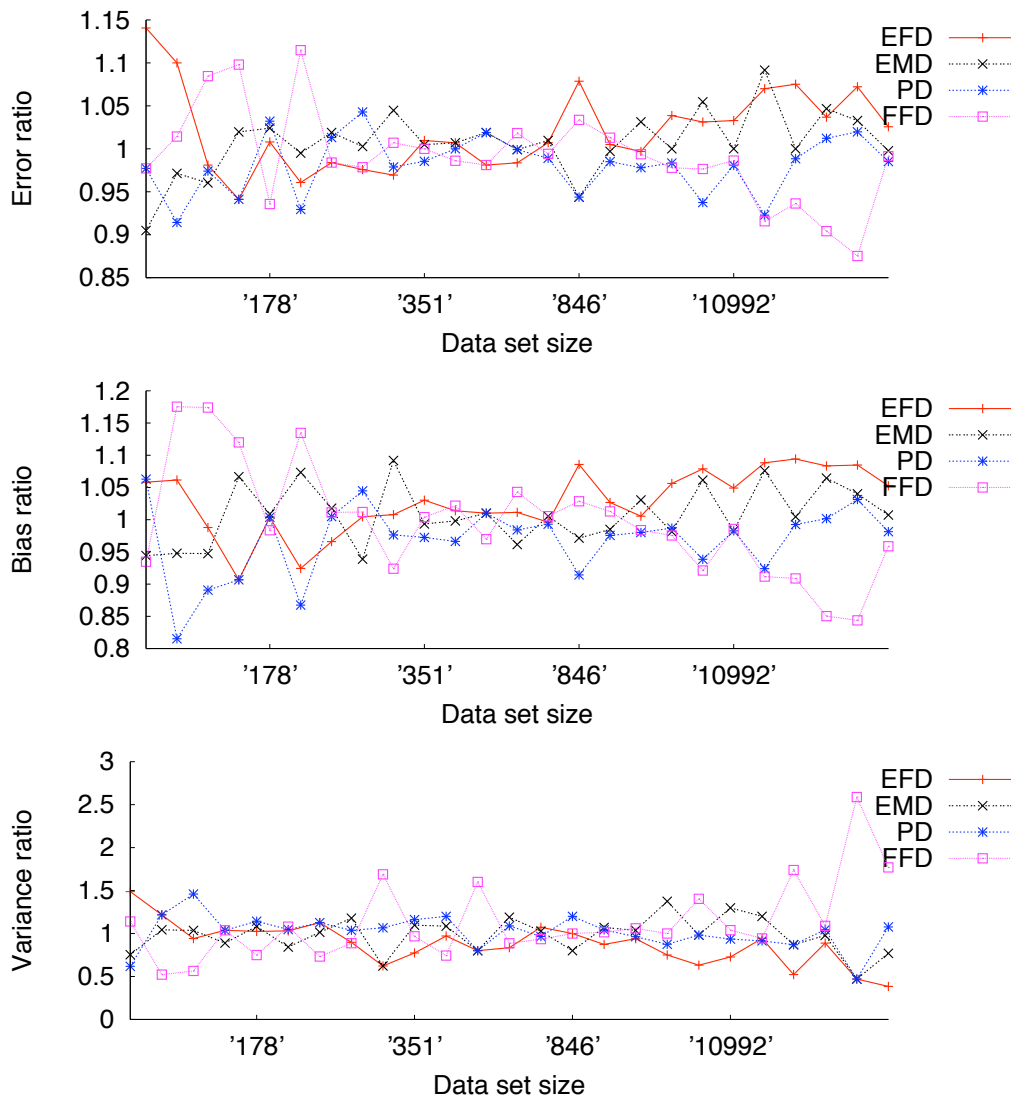 1.15
1.1
1.05
1
0.95
0.9
0.85
Error ratio
'178'
'351'
'846'
'10992'
Data set size
EFD
EMD
PD
FFD
1.2
1.15
1.1
1.05
1
0.95
0.9
0.85
0.8
Bias ratio
'178'
'351'
'846'
'10992'
Data set size
EFD
EMD
PD
FFD
3
2.5
2
1.5
1
0.5
0
Variance ratio
'178'
'351'
'846'
'10992'
Data set size
EFD
EMD
PD
FFD